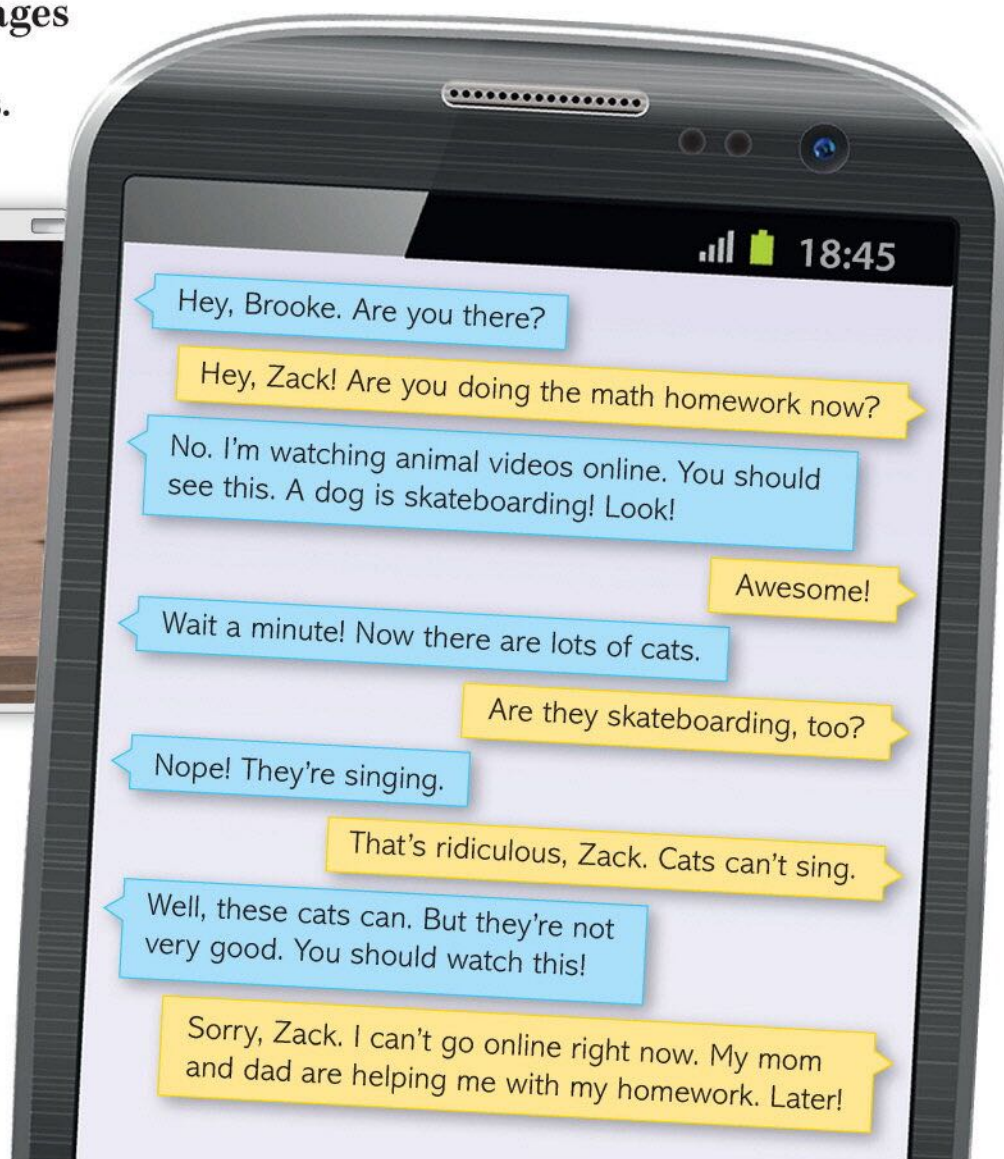 18:45
Hey, Brooke. Are you there?
Hey, Zack! Are you doing the math homework now?
No. I'm watching animal videos online. You should
see this. A dog is skateboarding! Look!
Awesome!
Wait a minute! Now there are lots of cats.
Are they skateboarding, too?
Nope! They're singing.
That's ridiculous, Zack. Cats can't sing.
Well, these cats can. But they're not
very good. You should watch this!
Sorry, Zack. I can't go online right now. My mom
and dad are helping me with my homework. Later!